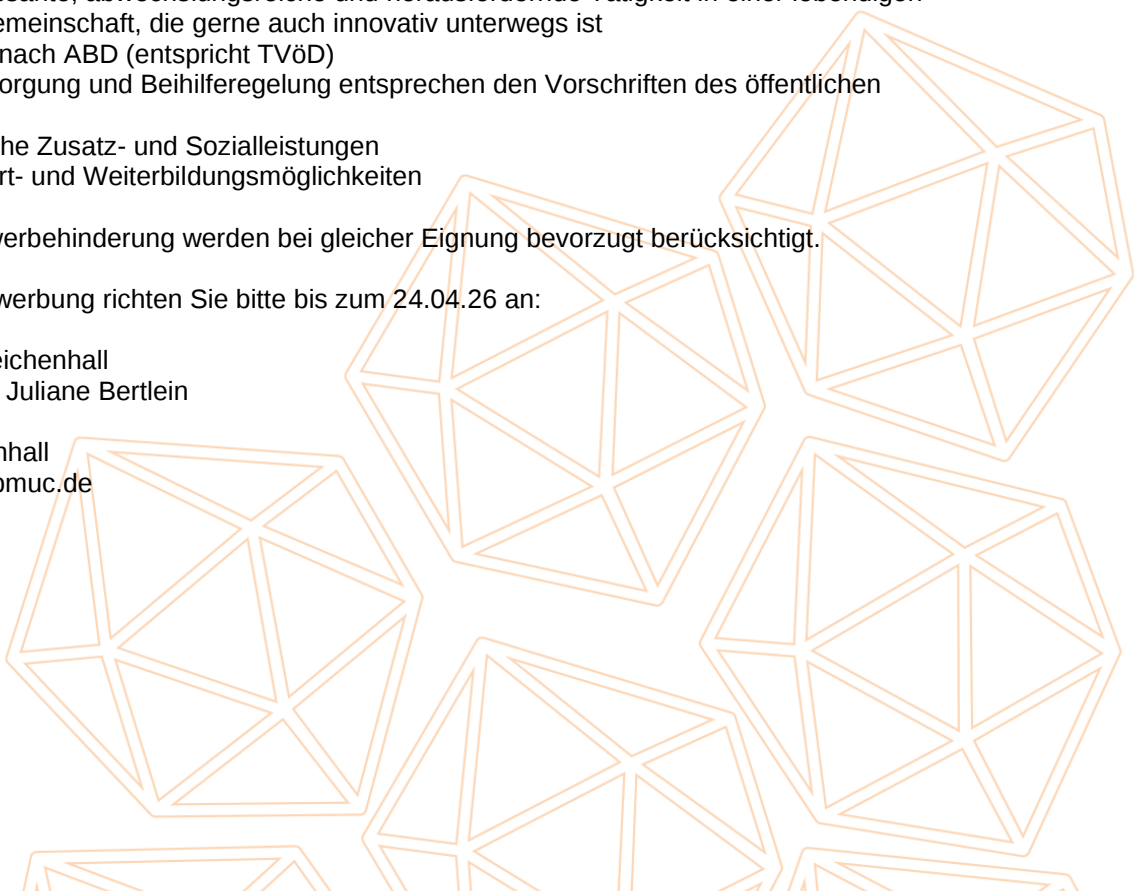 abwechslungsreiche und herausfordernde Tätigkeit in einer lebendigen
emeinschaft, die gerne auch innovativ unterwegs ist
nach ABD (entspricht TVöD)
orgung und Beihilferegelung entsprechen den Vorschriften des öffentlichen
he Zusatz- und Sozialleistungen
rt- und Weiterbildungsmöglichkeiten
werbehinderung werden bei gleicher Eignung bevorzugt berücksichtigt.
werbung richten Sie bitte bis zum 24.04.26 an:
eichenhall
Juliane Bertlein
nhall
omuc.de